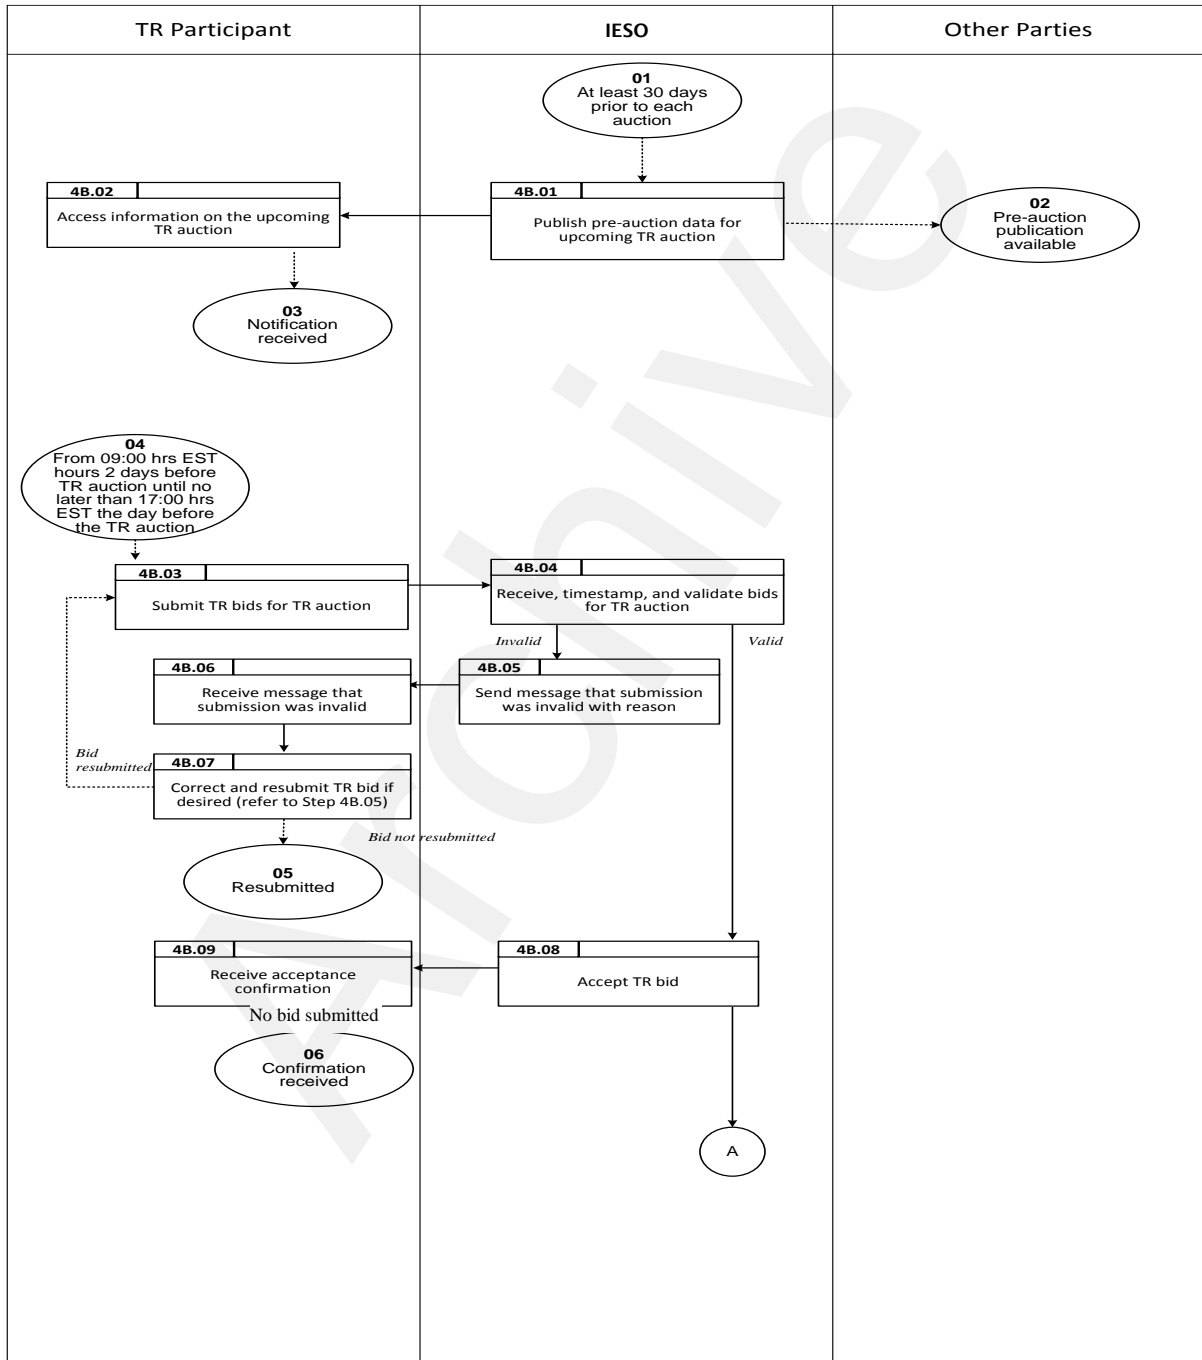 TR Participant
IESO
Other Parties
01
At least 30 days
prior to each
auction
4B.02
Access information on the upcoming
TR auction
4B.01
Publish pre-auction data for
upcoming TR auction
02
Pre-auction
publication
available
03
Notification
received
04
From 09:00 hrs EST
hours 2 days before
TR auction until no
later than 17:00 hrs
EST the day before
the TR auction
4B.03
Submit TR bids for TR auction
4B.04
Receive, timestamp, and validate bids
for TR auction
Invalid
Valid
4B.06
Receive message that
submission was invalid
4B.05
Send message that submission
was invalid with reason
Bid
resubmitted
4B.07
Correct and resubmit TR bid if
desired (refer to Step 4B.05)
Bid not resubmitted
05
Resubmitted
4B.09
Receive acceptance
confirmation
4B.08
Accept TR bid
No bid submitted
06
Confirmation
received
A
Archive